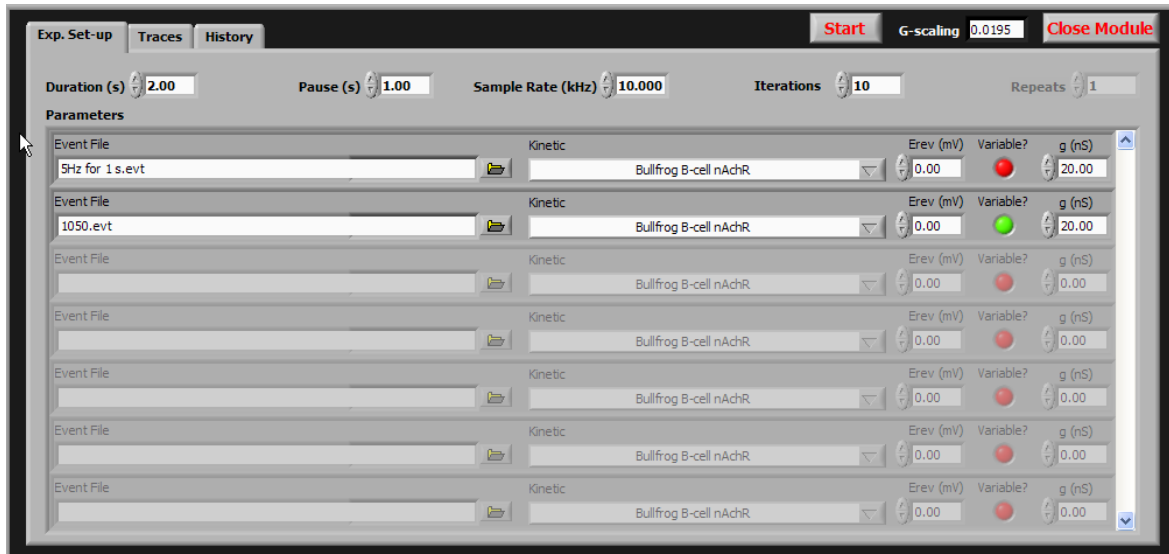 Exp. Set-up Traces History Start G-scaling 0.0195 Close Module
Duration (s) 2.00 Pause (s) 1.00 Sample Rate (kHz) 10.000 Iterations 10 Repeats 1
Parameters
Event File Kinetic Erev (mV) Variable? g (nS)
5Hz for 1 s.evt Bullfrog B-cell nAchR 0.00 20.00
Event File Kinetic Erev (mV) Variable? g (nS)
1050.evt Bullfrog B-cell nAchR 0.00 20.00
Event File Kinetic Erev (mV) Variable? g (nS)
Bullfrog B-cell nAchR 0.00 0.00
Event File Kinetic Erev (mV) Variable? g (nS)
Bullfrog B-cell nAchR 0.00 0.00
Event File Kinetic Erev (mV) Variable? g (nS)
Bullfrog B-cell nAchR 0.00 0.00
Event File Kinetic Erev (mV) Variable? g (nS)
Bullfrog B-cell nAchR 0.00 0.00
Event File Kinetic Erev (mV) Variable? g (nS)
Bullfrog B-cell nAchR 0.00 0.00